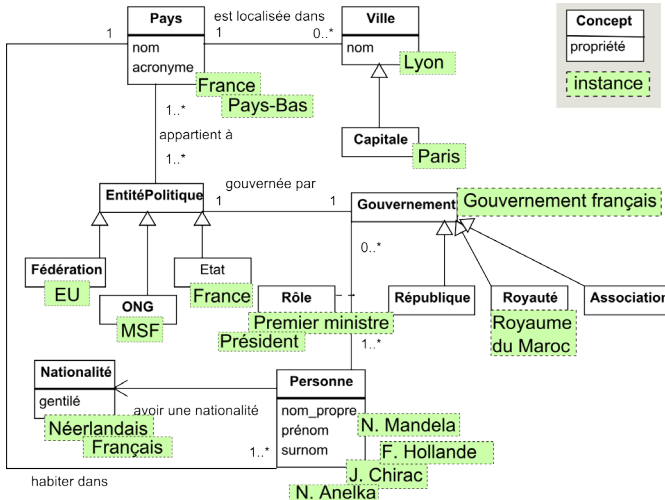 Pays
nom
acronyme
1
1
est localisée dans
0..*
Ville
nom
Lyon
Concept
propriété
instance
France
Pays-Bas
1..*
appartient à
1..*
Capitale
Paris
EntitéPolitique
gouvernée par
1
1
Gouvernement
Gouvernement français
0..*
Fédération
EU
ONG
MSF
Etat
France
Rôle
Premier ministre
Président
République
Royauté
Royaume
du Maroc
Association
1..*
Nationalité
gentilé
Néerlandais
Français
avoir une nationalité
Personne
nom_propre
prénom
surnom
N. Mandela
F. Hollande
J. Chirac
N. Anelka
1..*
habiter dans